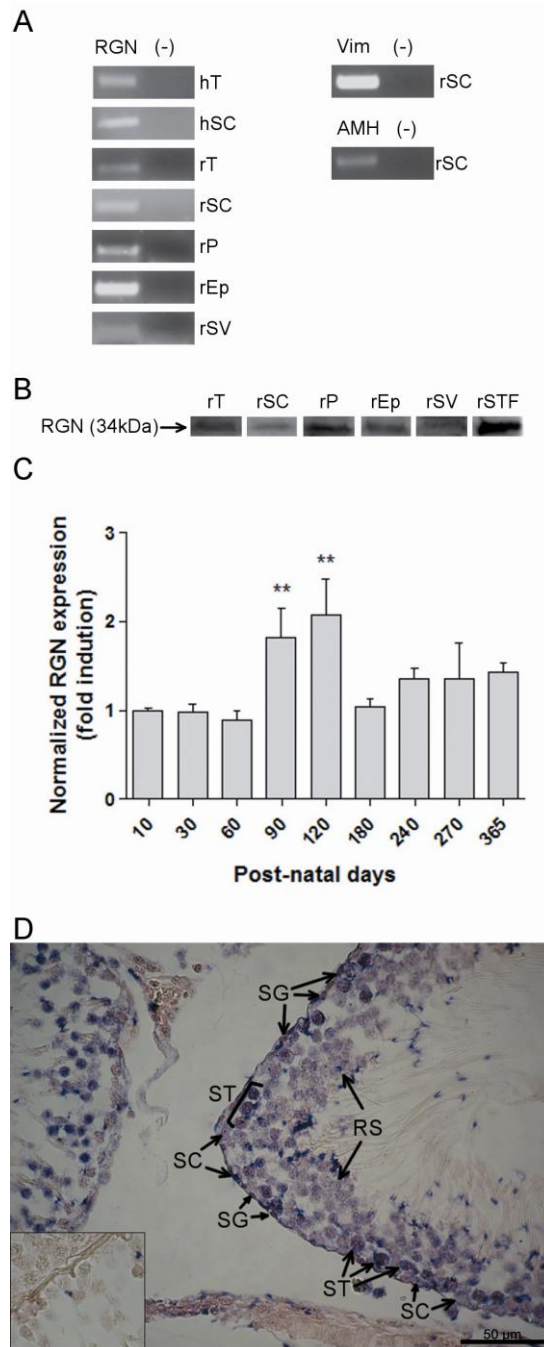 A
RGN (-)
hT
hSC
rT
rSC
rP
rEp
rSV
Vim (-)
rSC
AMH (-)
rSC
B
rT rSC rP rEp rSV rSTF
RGN (34kDa)
C
Normalized RGN expression
(fold indution)
3
2
1
0
** **
10 30 60 90 120 180 240 270 365
Post-natal days
D
SG
ST
RS
SC
SG
ST
SC
50 µm